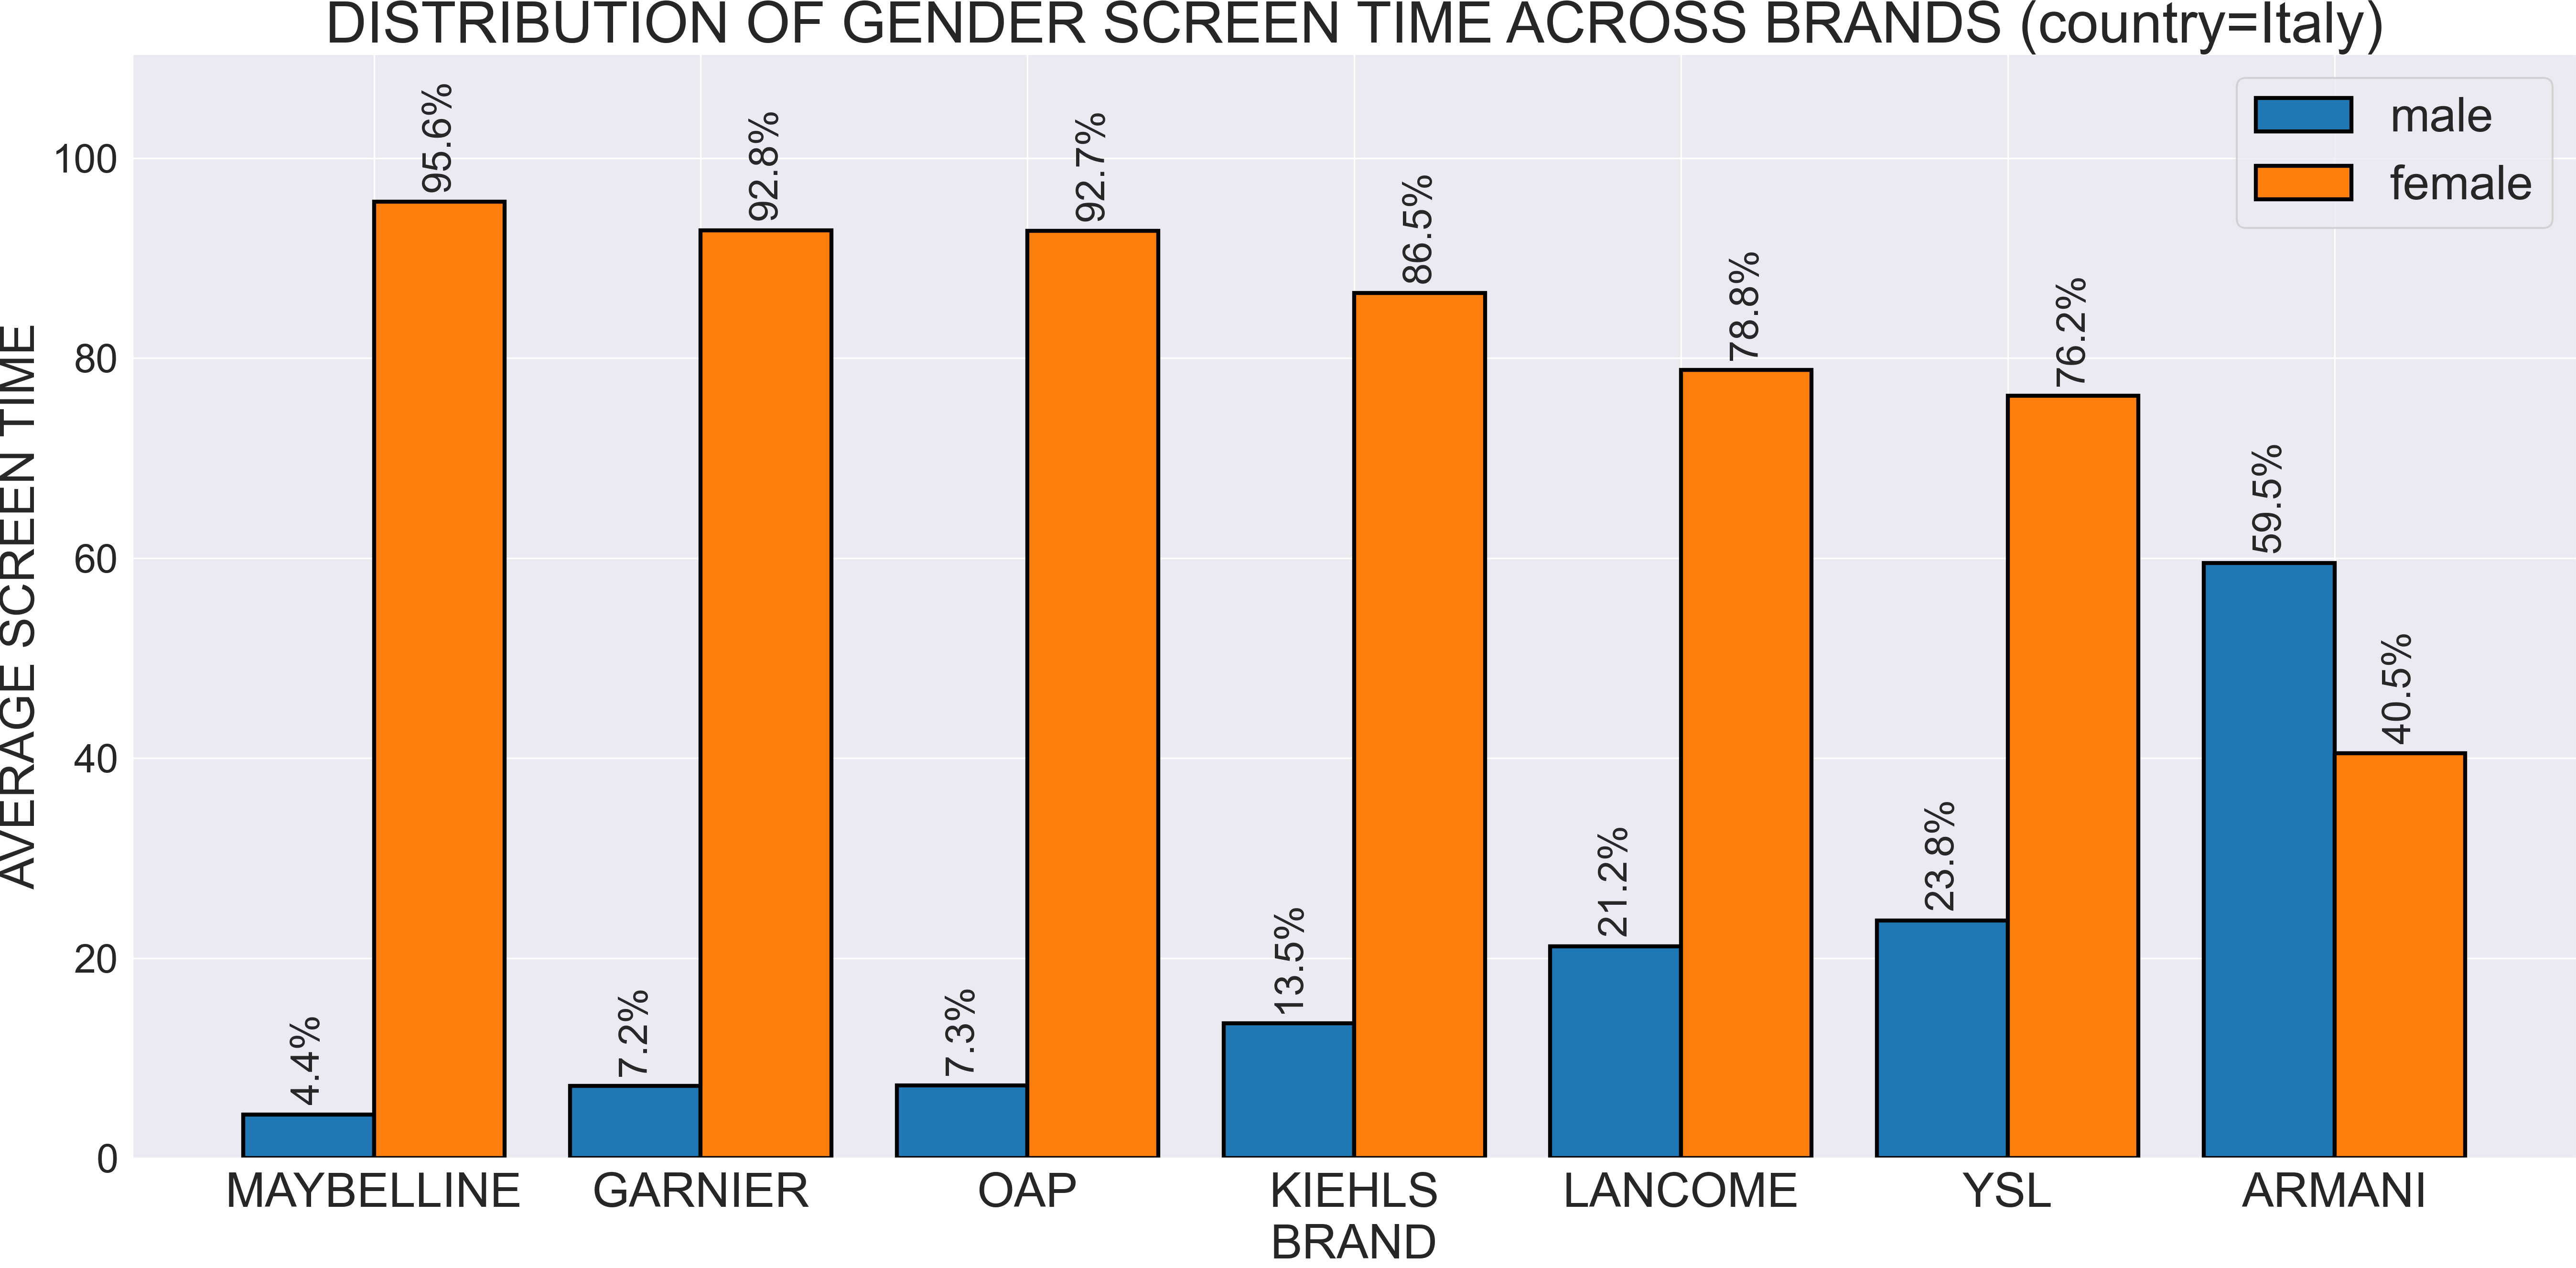 DISTRIBUTION OF GENDER SCREEN TIME ACROSS BRANDS (country=Italy)
male
female
AVERAGE SCREEN TIME
100
80
60
40
20
0
4.4%
95.6%
7.2%
92.8%
7.3%
92.7%
13.5%
86.5%
21.2%
78.8%
23.8%
76.2%
59.5%
40.5%
MAYBELLINE
GARNIER
OAP
KIEHLS
LANCOME
YSL
ARMANI
BRAND